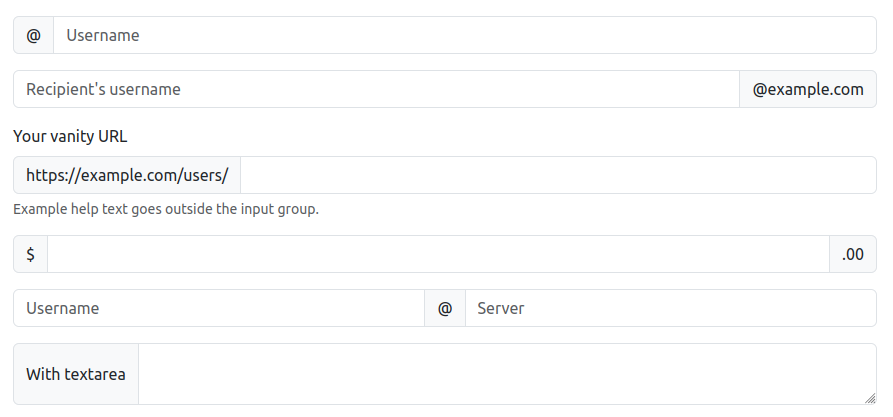 @ Username
Recipient's username @example.com
Your vanity URL
https://example.com/users/
Example help text goes outside the input group.
$ .00
Username @ Server
With textarea